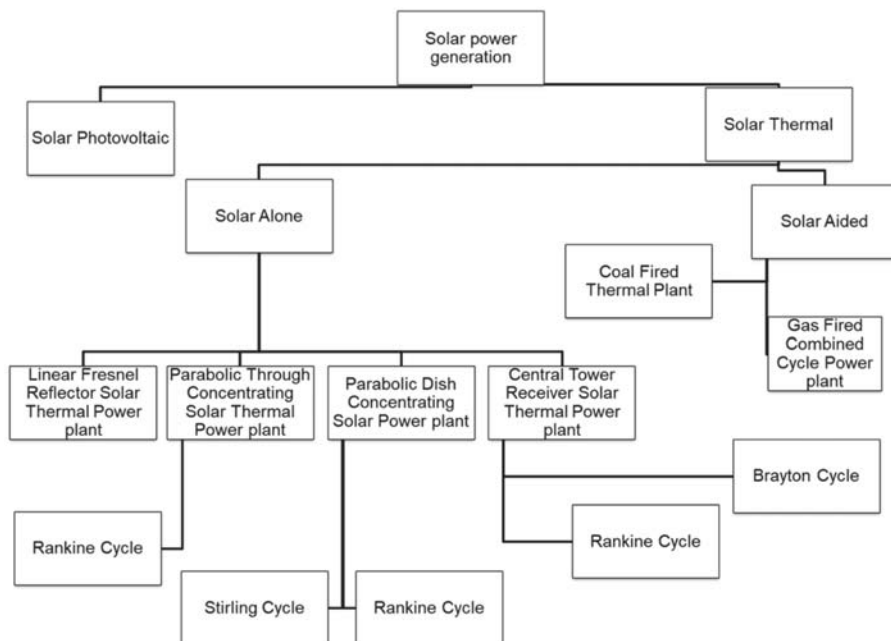 Solar power
generation
Solar Photovoltaic
Solar Thermal
Solar Alone
Solar Aided
Coal Fired
Thermal Plant
Gas Fired
Combined
Cycle Power
plant
Linear Fresnel
Reflector Solar
Thermal Power
plant
Parabolic Through
Concentrating
Solar Thermal
Power plant
Parabolic Dish
Concentrating
Solar Power plant
Central Tower
Receiver Solar
Thermal Power
plant
Brayton Cycle
Rankine Cycle
Rankine Cycle
Stirling Cycle
Rankine Cycle